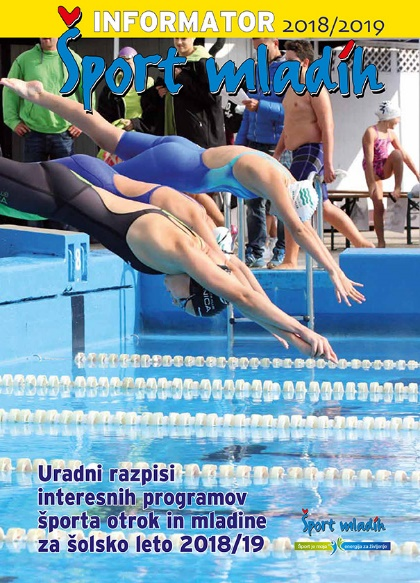 INFORMATOR 2018/2019
Šport mladih
8
Uradni razpisi
interesnih programov
športa otrok in mladine
za šolsko leto 2018/19
Šport mladih